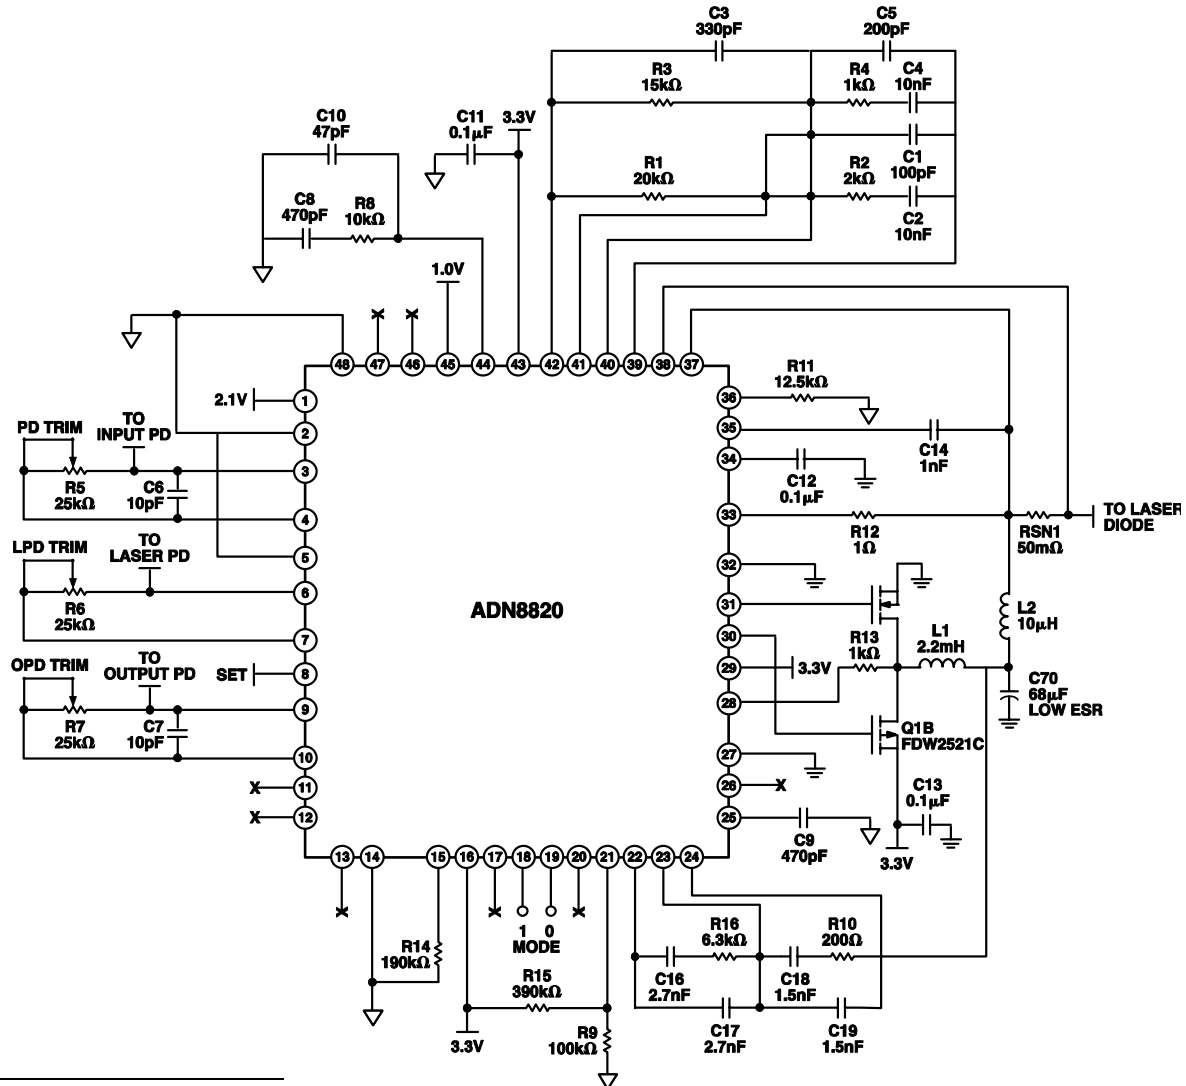 C3
330pF
C5
200pF
R3
15kΩ
R4
1kΩ
C4
10nF
C10
47pF
C11
0.1μF
3.3V
C1
100pF
R1
20kΩ
R2
2kΩ
C2
10nF
C8
470pF
R8
10kΩ
1.0V
X
X
48
47
46
45
44
43
42
41
40
39
38
37
2.1V
1
2
PD TRIM
TO
INPUT PD
3
R5
25kΩ
C6
10pF
4
LPD TRIM
TO
LASER PD
5
6
R6
25kΩ
7
OPD TRIM
TO
OUTPUT PD
SET
8
9
R7
25kΩ
C7
10pF
10
X
11
X
12
ADN8820
36
R11
12.5kΩ
35
C14
1nF
34
C12
0.1μF
33
R12
1Ω
RSN1
50mΩ
TO LASER
DIODE
32
31
L2
10μH
30
R13
1kΩ
L1
2.2mH
29
3.3V
28
C70
68μF
LOW ESR
Q1B
FDW2521C
27
26
X
C13
0.1μF
25
C9
470pF
3.3V
13
14
15
16
17
18
19
20
21
22
23
24
X
X
X
1 0
MODE
R14
190kΩ
R15
390kΩ
3.3V
R9
100kΩ
R16
6.3kΩ
R10
200Ω
C16
2.7nF
C18
1.5nF
C17
2.7nF
C19
1.5nF